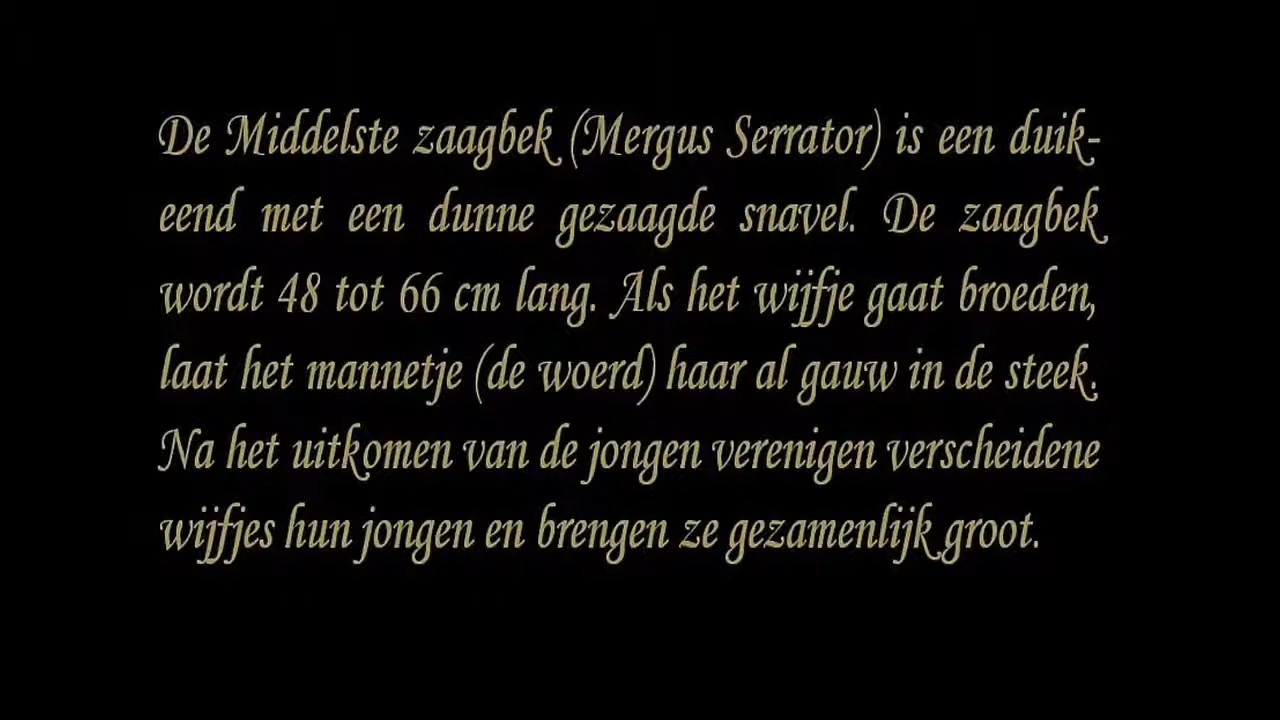 De Middelste zaagbek (Mergus Serrator) is een duik-
eend met een dunne gezaagde snavel. De zaagbek
wordt 48 tot 66 cm lang. Als het wijfje gaat broeden,
laat het mannetje (de woerd) haar al gauw in de steek.
Na het uitkomen van de jongen verenigen verscheidene
wijfjes hun jongen en brengen ze gezamenlijk groot.